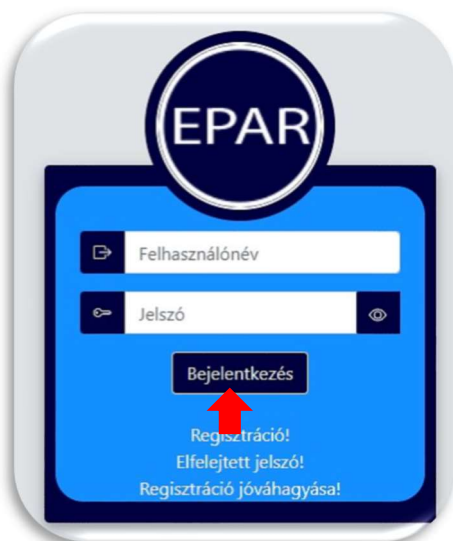 EPAR
Felhasználónév
Jelszó
Bejelentkezés
Regisztráció!
Elfelejtett jelszó!
Regisztráció jóváhagyása!